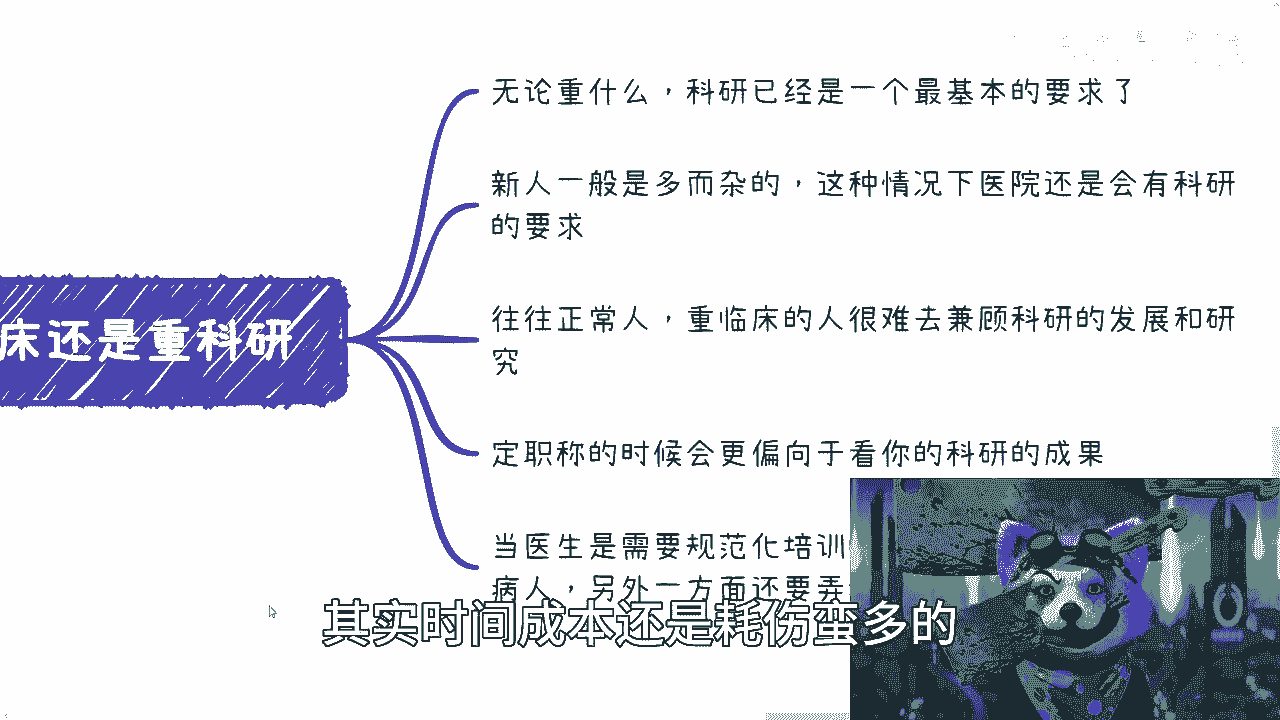 无论重什么，科研已经是一个最基本的要求了
新人一般是多而杂的，这种情况下医院还是会有科研
的要求
床还是重科研
往往正常人，重临床的人很难去兼顾科研的发展和研
究
定职称的时候会更偏向于看你的科研的成果
当医生是需要规范化培训
病人，另外一方面还要弄
其实时间成本还是耗伤蛮多的